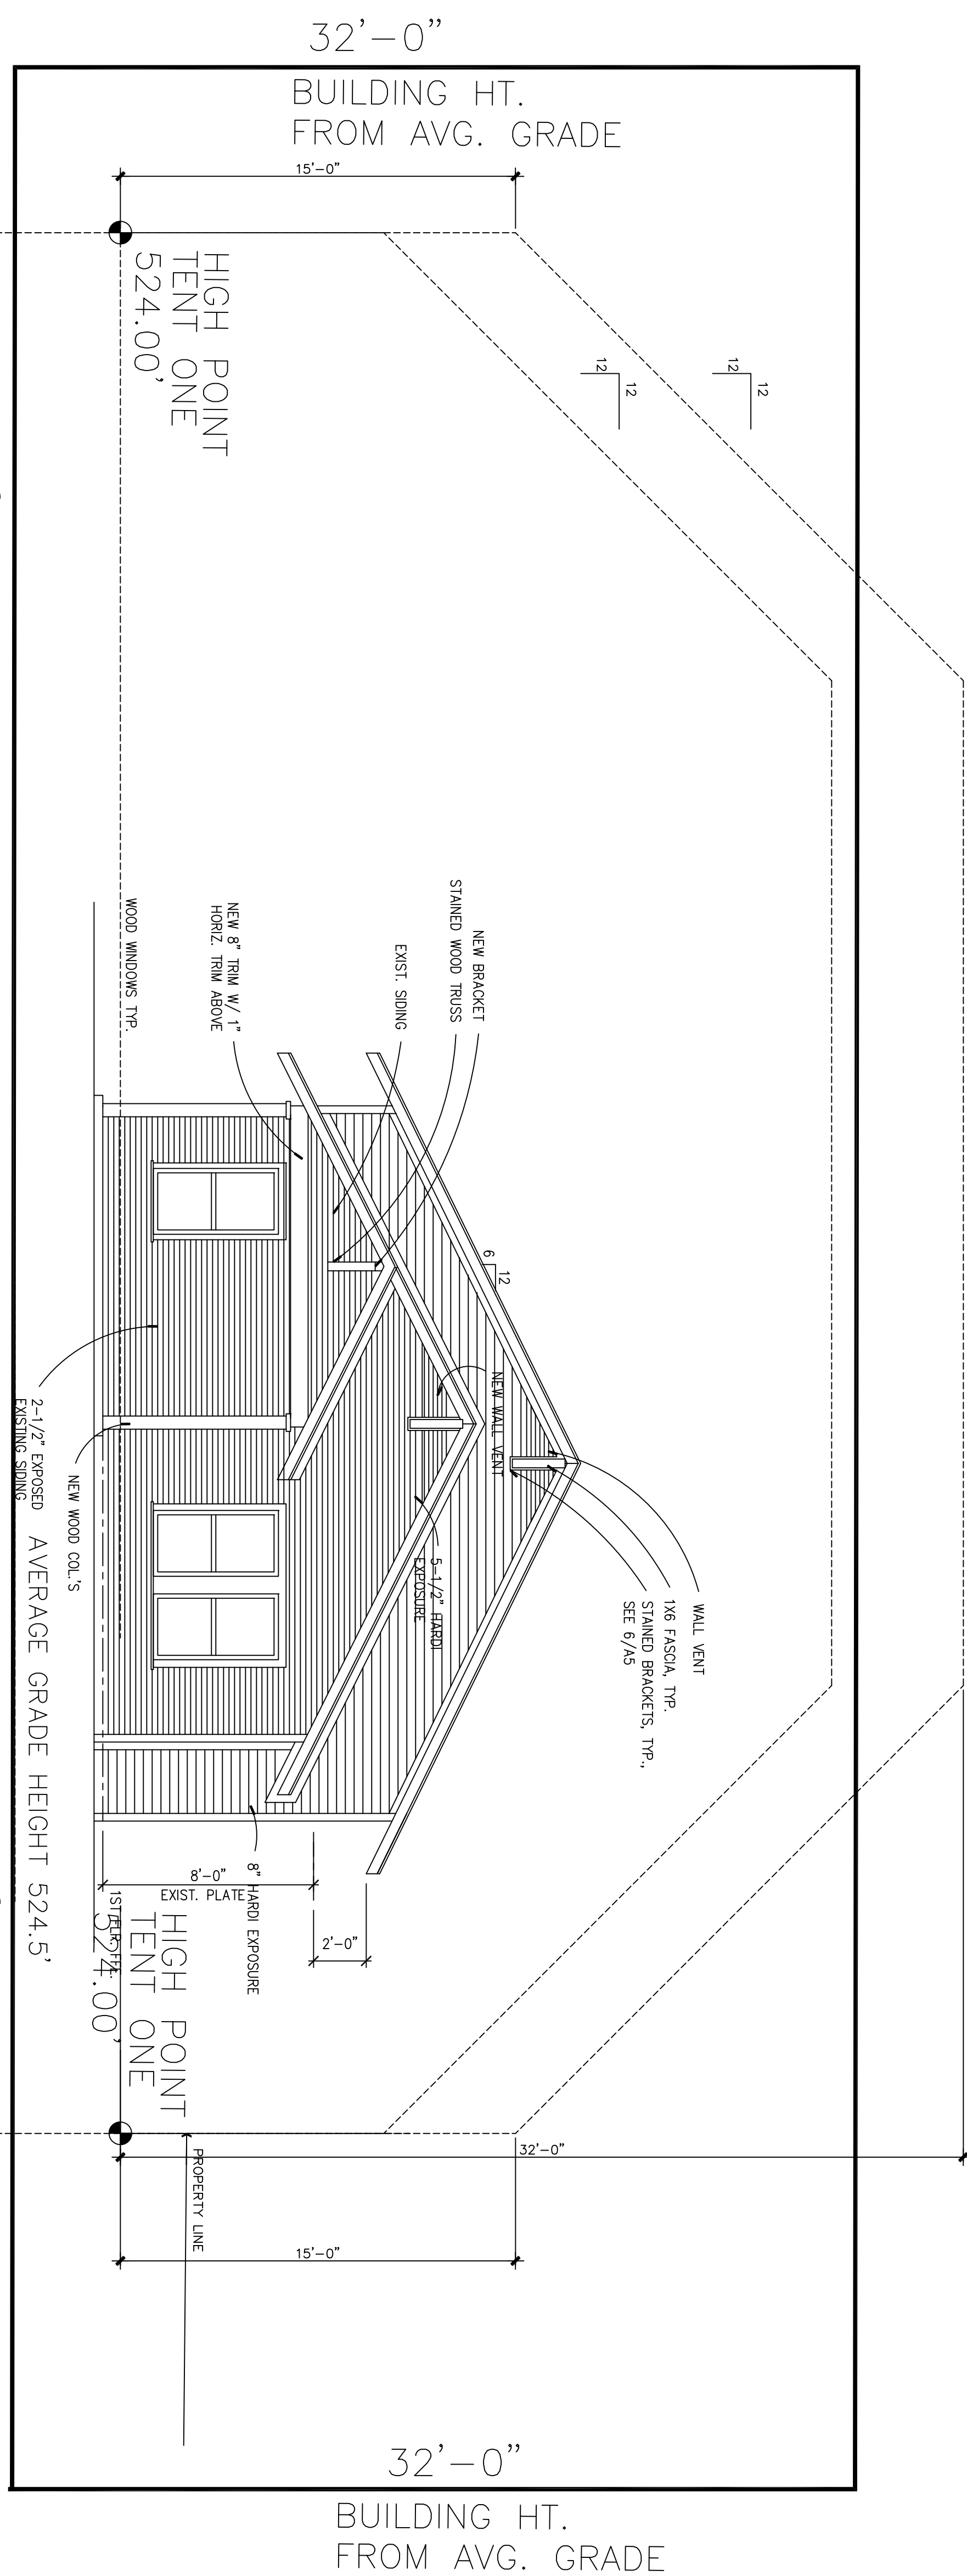 32'-0"
BUILDING HT.
FROM AVG. GRADE
15'-0"
HIGH POINT
TENT ONE
524.00'
12
12
12
12
WOOD WINDOWS TYP.
NEW 8" TRIM W/ 1"
HORIZ. TRIM ABOVE
EXIST. SIDING
STAINED WOOD TRUSS
NEW BRACKET
6
12
NEW WALL VENT
5-1/2" HARDI
EXPOSURE
WALL VENT
1X6 FASCIA, TYP.
STAINED BRACKETS, TYP.,
SEE 6/A5
2-1/2" EXPOSED
EXISTING SIDING
NEW WOOD COL.'S
AVERAGE GRADE HEIGHT 524.5'
8'-0"
EXIST. PLATE
8" HARDI EXPOSURE
2'-0"
1ST FLR. FF.
HIGH POINT
TENT ONE
524.00'
PROPERTY LINE
32'-0"
15'-0"
32'-0"
BUILDING HT.
FROM AVG. GRADE